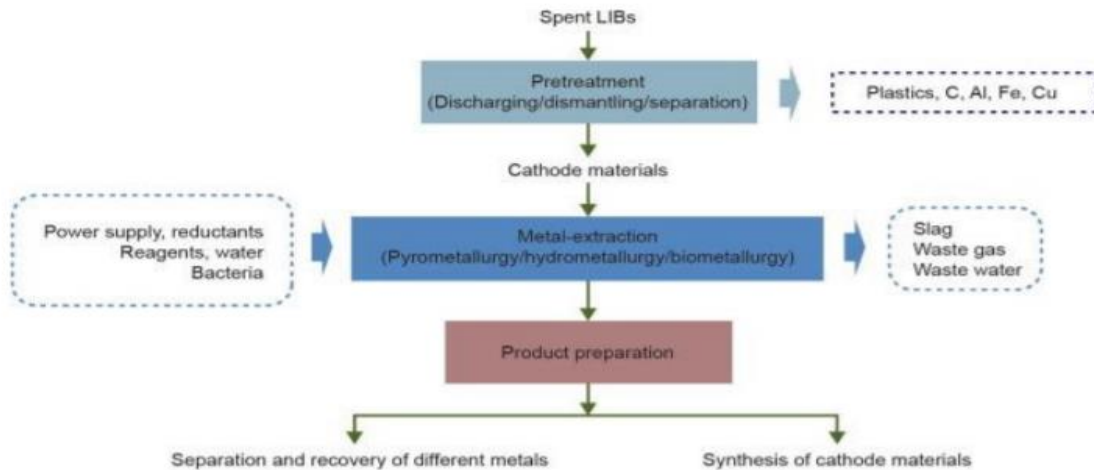 Spent LIBs
Pretreatment
(Discharging/dismantling/separation)
Plastics, C, Al, Fe, Cu
Cathode materials
Power supply, reductants
Reagents, water
Bacteria
Metal-extraction
(Pyrometallurgy/hydrometallurgy/biometallurgy)
Slag
Waste gas
Waste water
Product preparation
Separation and recovery of different metals
Synthesis of cathode materials